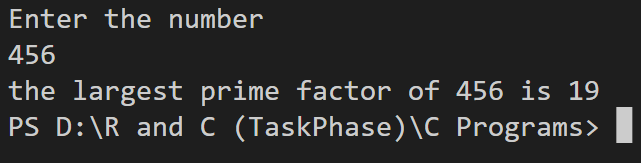 Enter the number
456
the largest prime factor of 456 is 19
PS D:\R and C (TaskPhase)\C Programs>